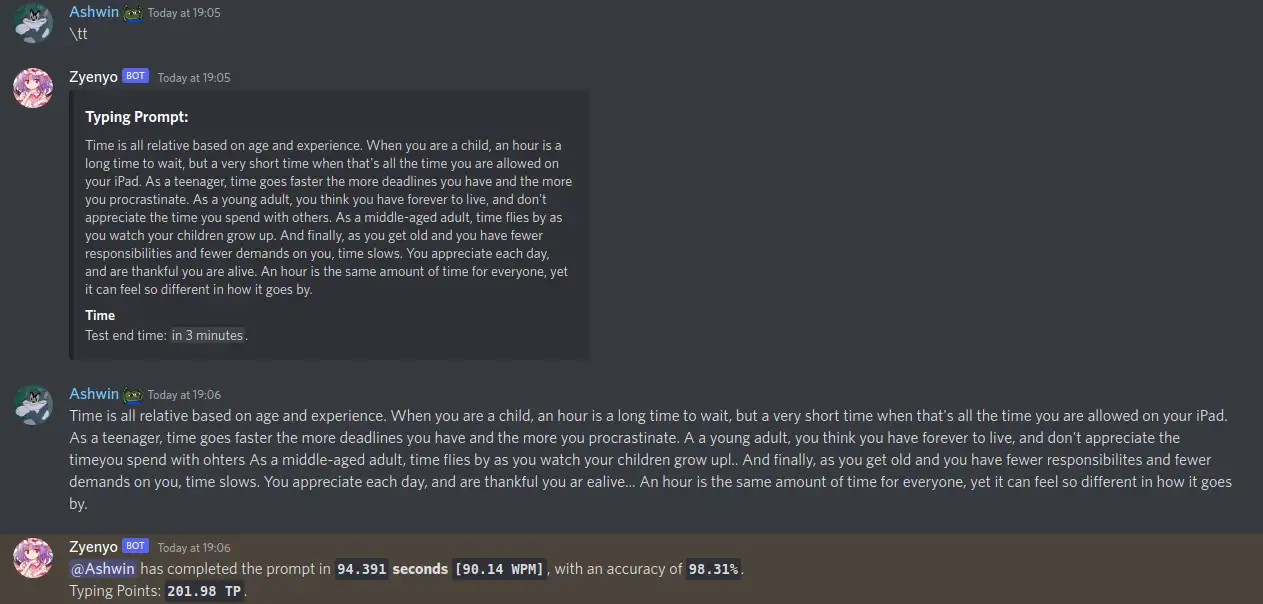 Ashwin Today at 19:05
\tt
Zyenyo BOT Today at 19:05
Typing Prompt:
Time is all relative based on age and experience. When you are a child, an hour is a
long time to wait, but a very short time when that's all the time you are allowed on
your iPad. As a teenager, time goes faster the more deadlines you have and the more
you procrastinate. As a young adult, you think you have forever to live, and don't
appreciate the time you spend with others. As a middle-aged adult, time flies by as
you watch your children grow up. And finally, as you get old and you have fewer
responsibilities and fewer demands on you, time slows. You appreciate each day,
and are thankful you are alive. An hour is the same amount of time for everyone, yet
it can feel so different in how it goes by.
Time
Test end time: in 3 minutes.
Ashwin Today at 19:06
Time is all relative based on age and experience. When you are a child, an hour is a long time to wait, but a very short time when that's all the time you are allowed on your iPad.
As a teenager, time goes faster the more deadlines you have and the more you procrastinate. A a young adult, you think you have forever to live, and don't appreciate the
timeyou spend with ohters As a middle-aged adult, time flies by as you watch your children grow upl.. And finally, as you get old and you have fewer responsibilites and fewer
demands on you, time slows. You appreciate each day, and are thankful you ar ealive... An hour is the same amount of time for everyone, yet it can feel so different in how it goes
by.
Zyenyo BOT Today at 19:06
@Ashwin has completed the prompt in 94.391 seconds [90.14 WPM], with an accuracy of 98.31%.
Typing Points: 201.98 TP.